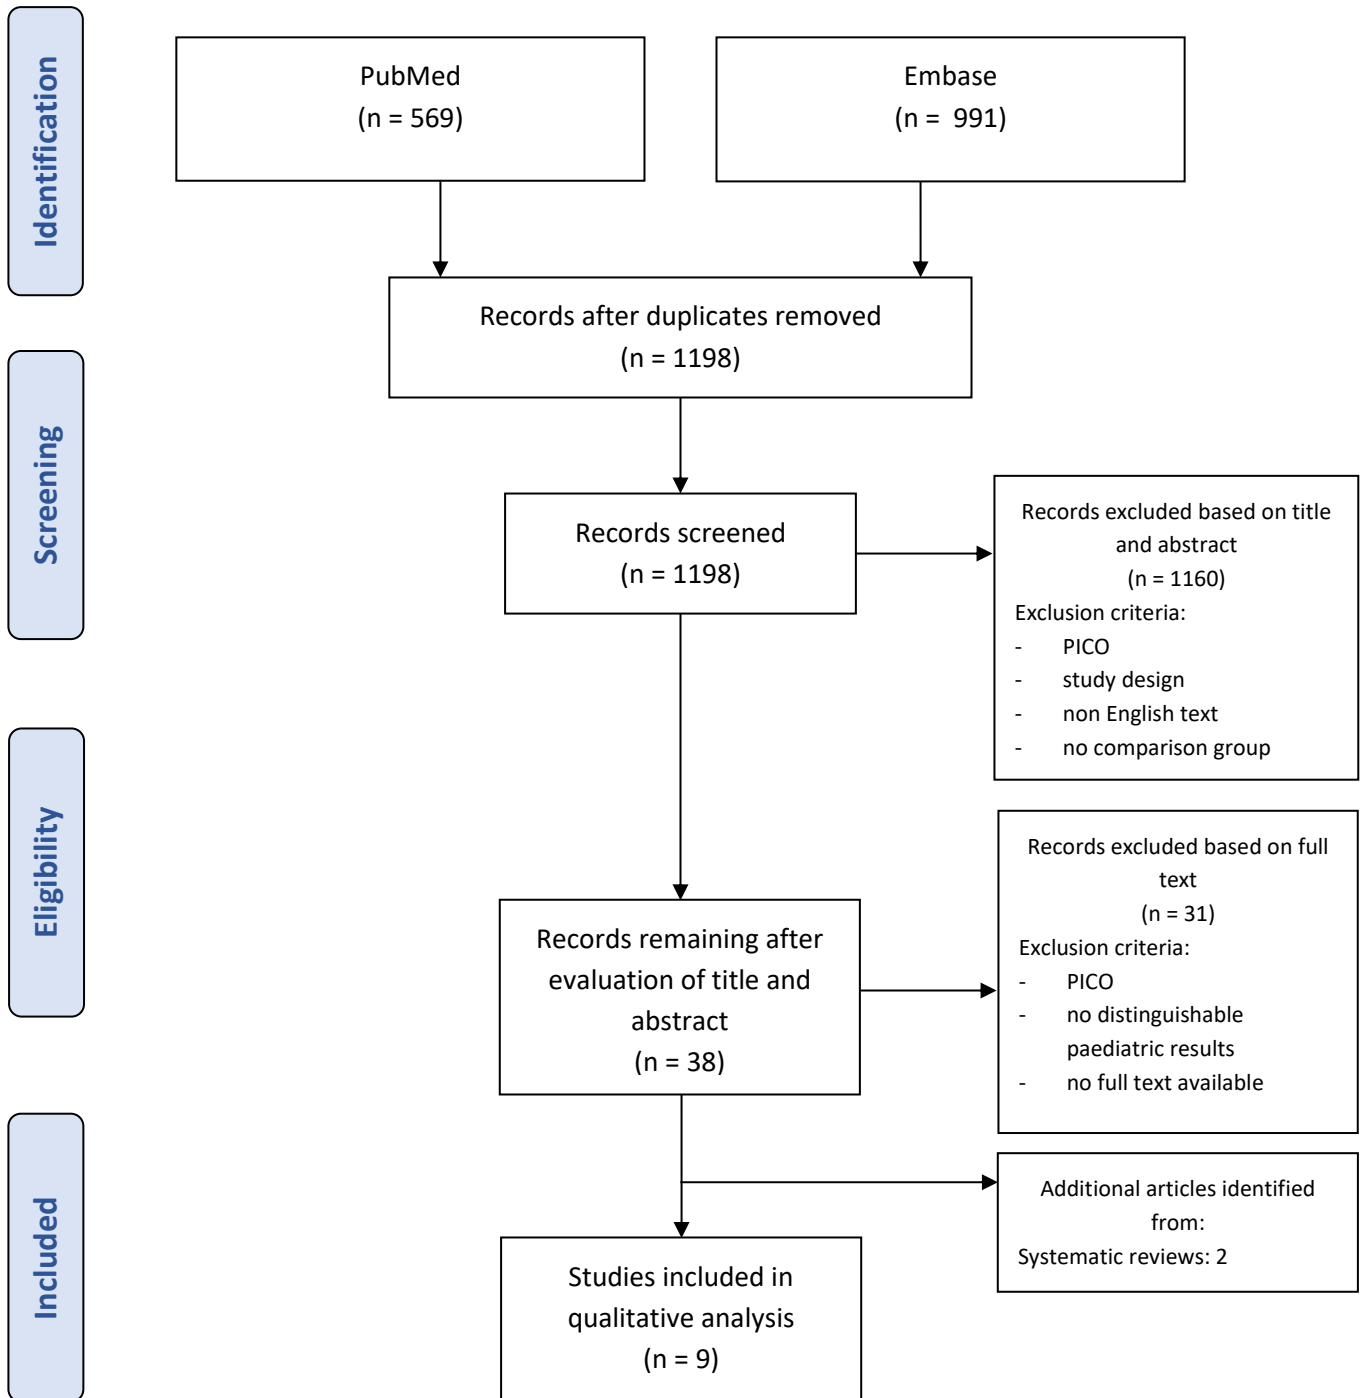 Identification
PubMed
(n = 569)
Embase
(n =  991)
Records after duplicates removed
(n = 1198)
Screening
Records screened
(n = 1198)
Records excluded based on title
and abstract
(n = 1160)
Exclusion criteria:
- PICO
- study design
- non English text
- no comparison group
Eligibility
Records remaining after
evaluation of title and
abstract
(n = 38)
Records excluded based on full
text
(n = 31)
Exclusion criteria:
- PICO
- no distinguishable
paediatric results
- no full text available
Included
Additional articles identified
from:
Systematic reviews: 2
Studies included in
qualitative analysis
(n = 9)